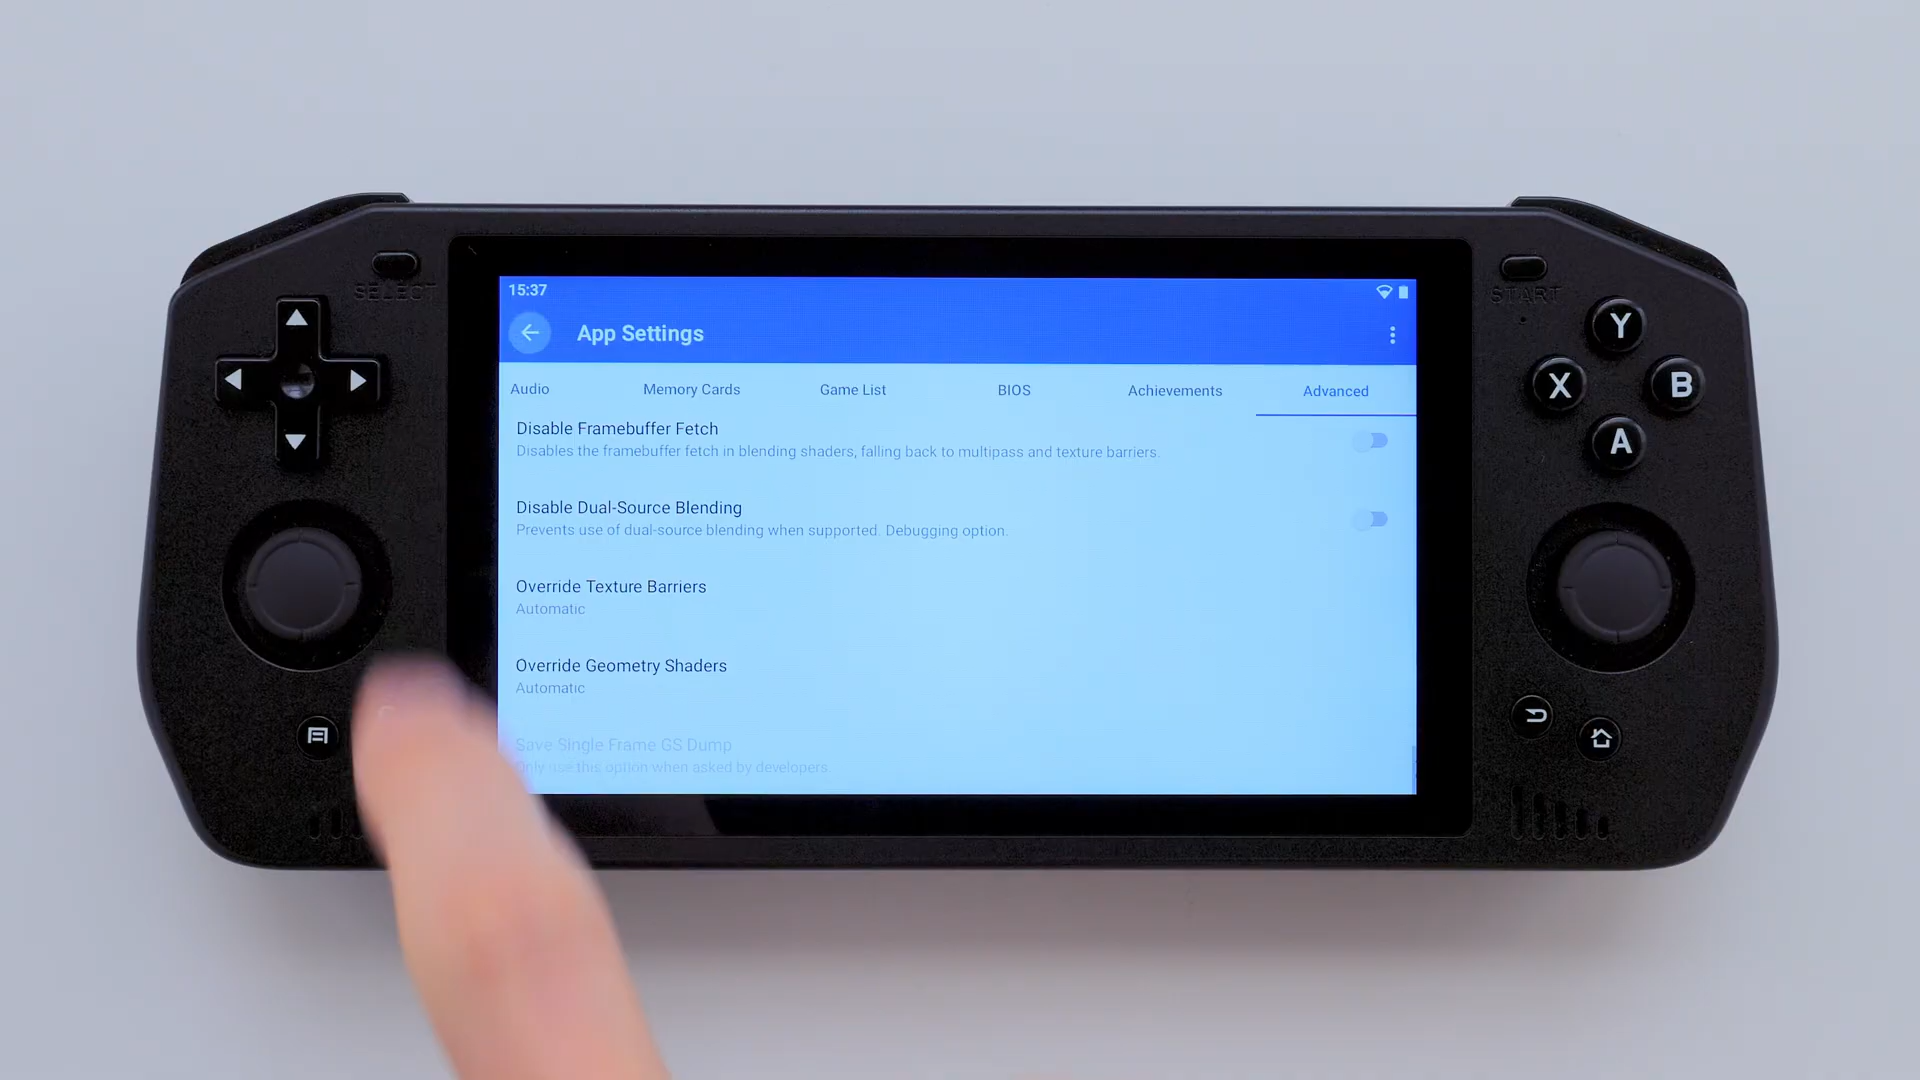 SELECT
START
15:37
App Settings
Audio Memory Cards Game List BIOS Achievements Advanced
Disable Framebuffer Fetch
Disables the framebuffer fetch in blending shaders, falling back to multipass and texture barriers.
Disable Dual-Source Blending
Prevents use of dual-source blending when supported. Debugging option.
Override Texture Barriers
Automatic
Override Geometry Shaders
Automatic
Save Single Frame GS Dump
Only use this option when asked by developers.
Y
X
B
A